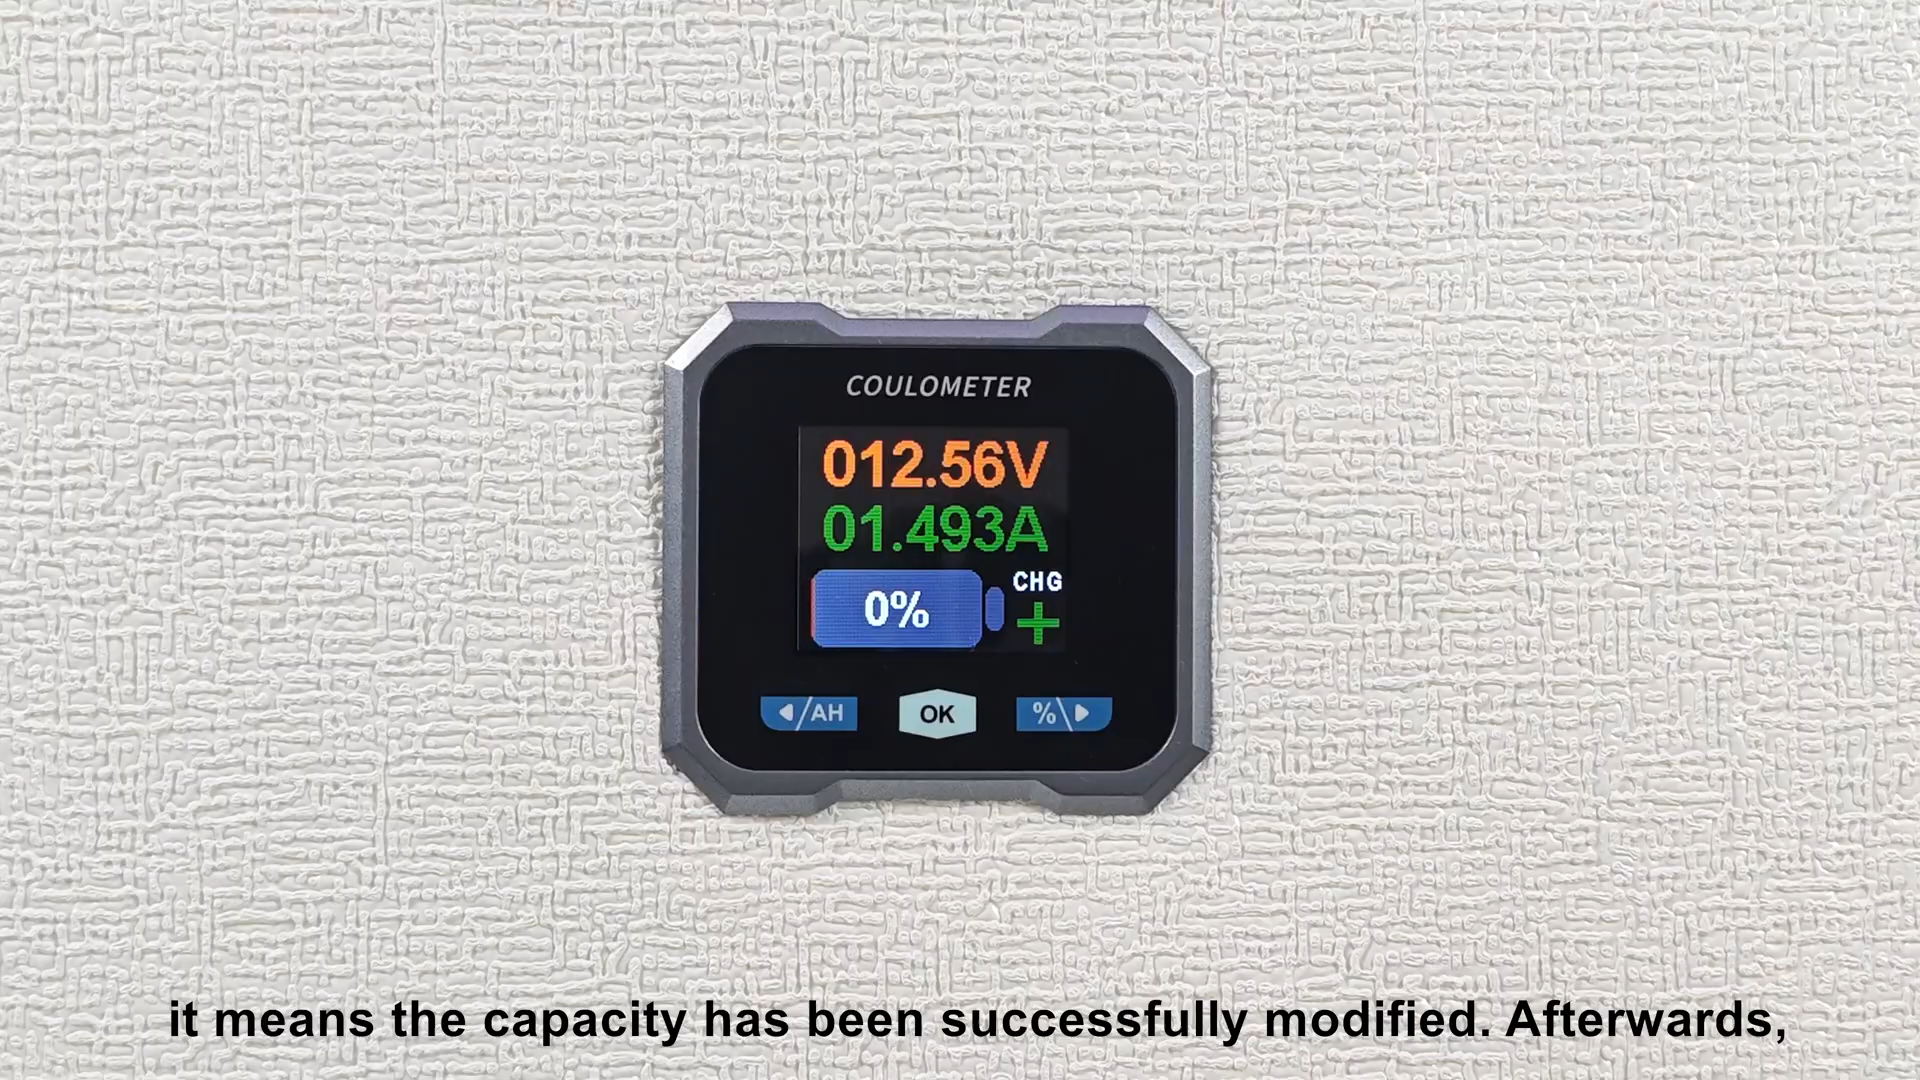 COULOMETER
012.56V
01.493A
0%
CHG
+
◀/AH
OK
%\▶
it means the capacity has been successfully modified. Afterwards,